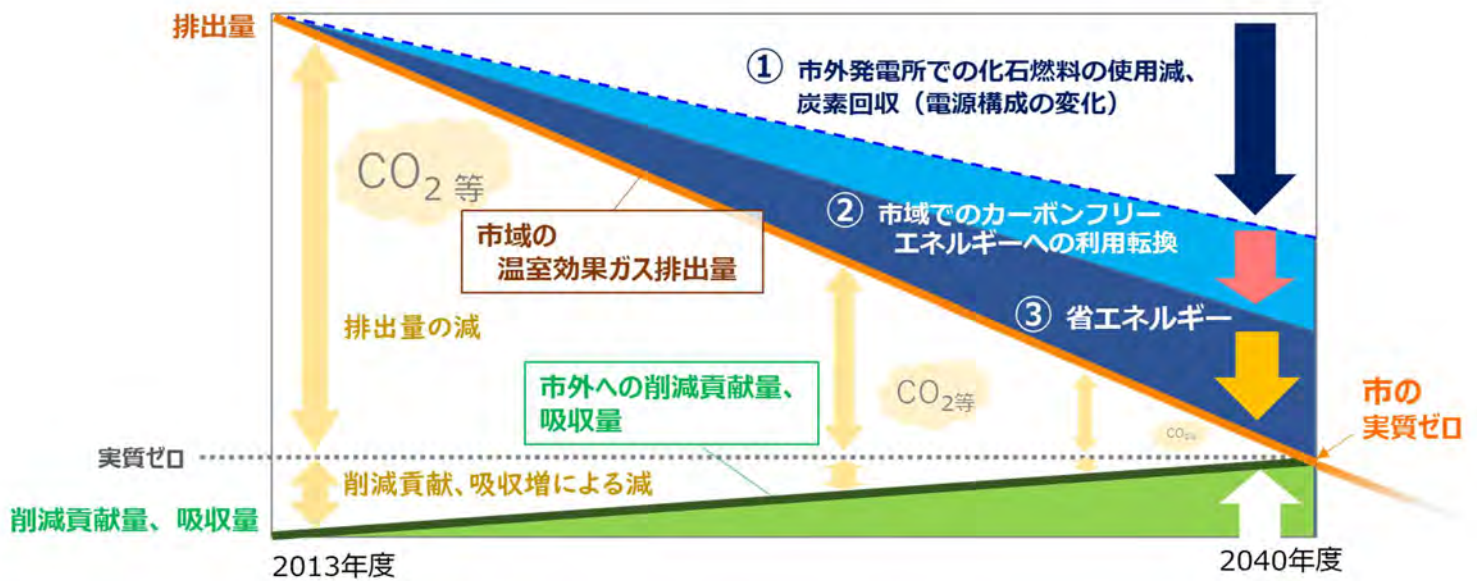 排出量
① 市外発電所での化石燃料の使用減、
炭素回収（電源構成の変化）
CO2 等
② 市域でのカーボンフリー
エネルギーへの利用転換
市域の
温室効果ガス排出量
③ 省エネルギー
排出量の減
市外への削減貢献量、
吸収量
CO2等
CO2等
市の
実質ゼロ
実質ゼロ
削減貢献、吸収増による減
削減貢献量、吸収量
2013年度
2040年度